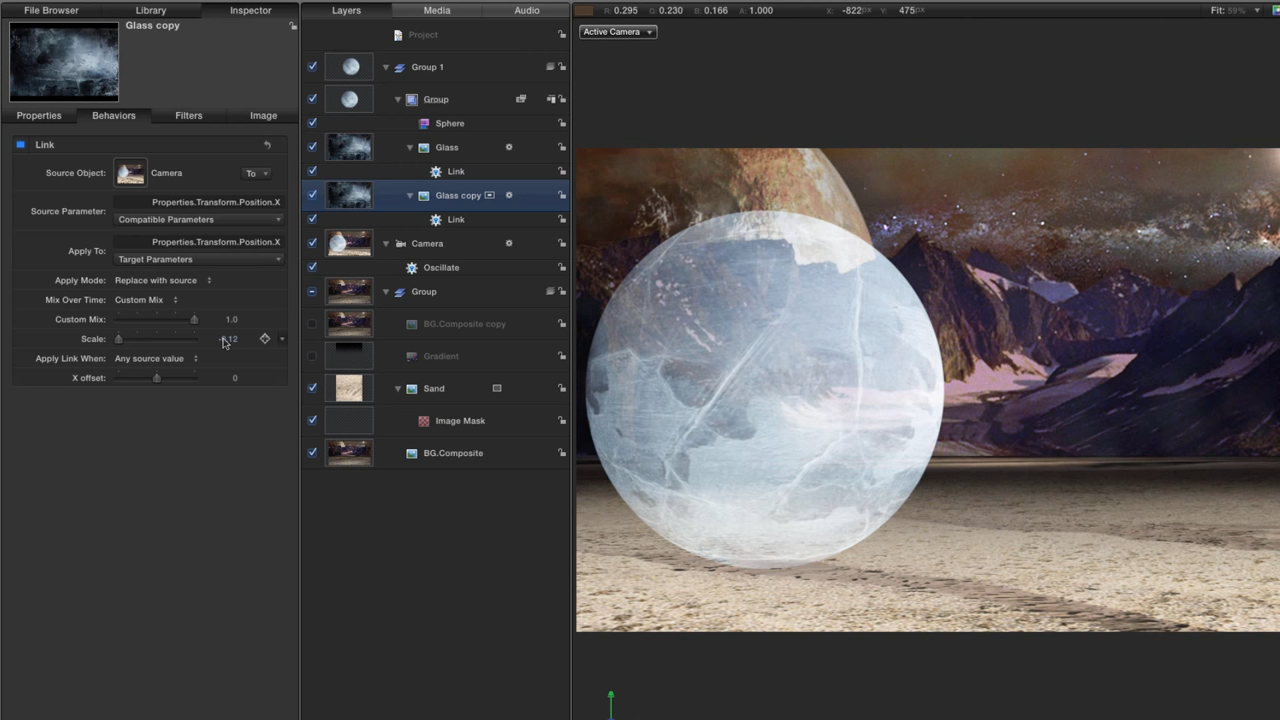 File Browser Library Inspector
Glass copy
Properties Behaviors Filters Image
Link
Source Object: Camera To
Properties.Transform.Position.X
Source Parameter:
Compatible Parameters
Properties.Transform.Position.X
Apply To:
Target Parameters
Apply Mode: Replace with source
Mix Over Time: Custom Mix
Custom Mix: 1.0
Scale:
Apply Link When: Any source value
X offset: 0
Layers Media Audio
Project
Group 1
Group
Sphere
Glass
Link
Glass copy
Link
Camera
Oscillate
Group
BG.Composite copy
Gradient
Sand
Image Mask
BG.Composite
R: 0.295 G: 0.230 B: 0.166 A: 1.000 X: -822px Y: 475px Fit: 59%
Active Camera